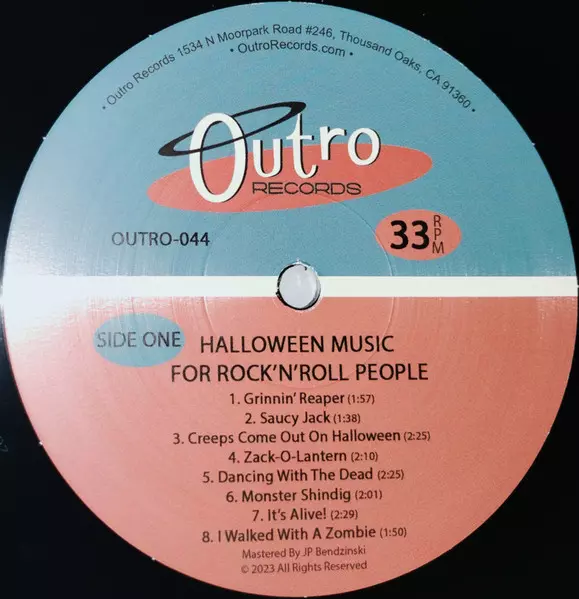 • Outro Records 1534 N Moorpark Road #246, Thousand Oaks, CA 91360 •
• OutroRecords.com •
Outro
RECORDS
OUTRO-044
33 RPM
SIDE ONE
HALLOWEEN MUSIC
FOR ROCK'N'ROLL PEOPLE
1. Grinnin' Reaper (1:57)
2. Saucy Jack (1:38)
3. Creeps Come Out On Halloween (2:25)
4. Zack-O-Lantern (2:10)
5. Dancing With The Dead (2:25)
6. Monster Shindig (2:01)
7. It's Alive! (2:29)
8. I Walked With A Zombie (1:50)
Mastered By JP Bendzinski
© 2023 All Rights Reserved